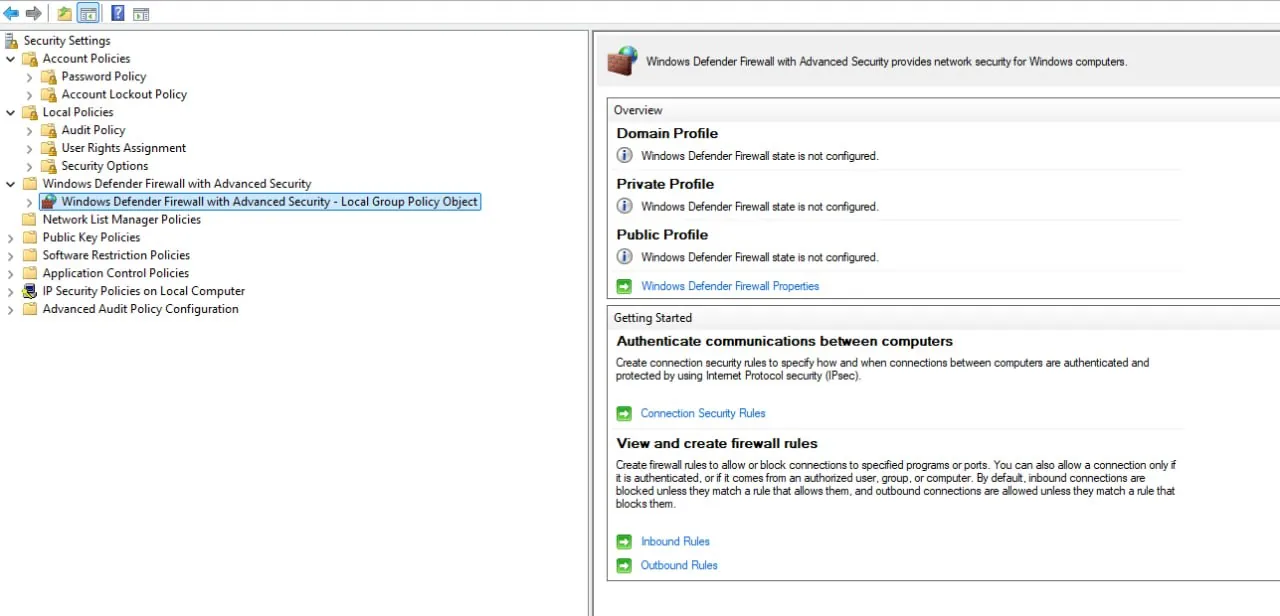 Security Settings
Account Policies
Password Policy
Account Lockout Policy
Local Policies
Audit Policy
User Rights Assignment
Security Options
Windows Defender Firewall with Advanced Security
Windows Defender Firewall with Advanced Security - Local Group Policy Object
Network List Manager Policies
Public Key Policies
Software Restriction Policies
Application Control Policies
IP Security Policies on Local Computer
Advanced Audit Policy Configuration
Windows Defender Firewall with Advanced Security provides network security for Windows computers.
Overview
Domain Profile
Windows Defender Firewall state is not configured.
Private Profile
Windows Defender Firewall state is not configured.
Public Profile
Windows Defender Firewall state is not configured.
Windows Defender Firewall Properties
Getting Started
Authenticate communications between computers
Create connection security rules to specify how and when connections between computers are authenticated and
protected by using Internet Protocol security (IPsec).
Connection Security Rules
View and create firewall rules
Create firewall rules to allow or block connections to specified programs or ports. You can also allow a connection only if
it is authenticated, or if it comes from an authorized user, group, or computer. By default, inbound connections are
blocked unless they match a rule that allows them, and outbound connections are allowed unless they match a rule that
blocks them.
Inbound Rules
Outbound Rules